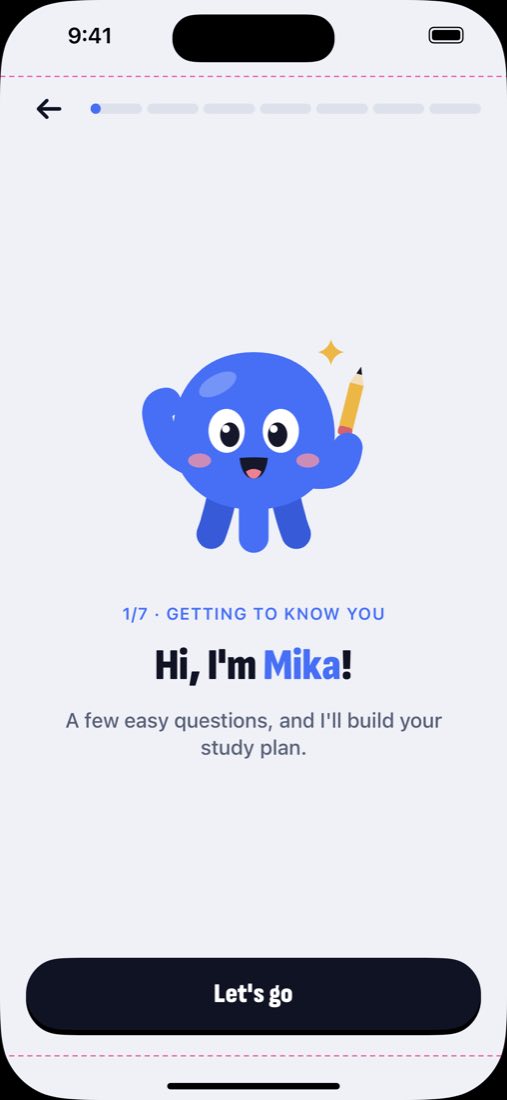 9:41
1/7 · GETTING TO KNOW YOU
Hi, I'm Mika!
A few easy questions, and I'll build your
study plan.
Let's go